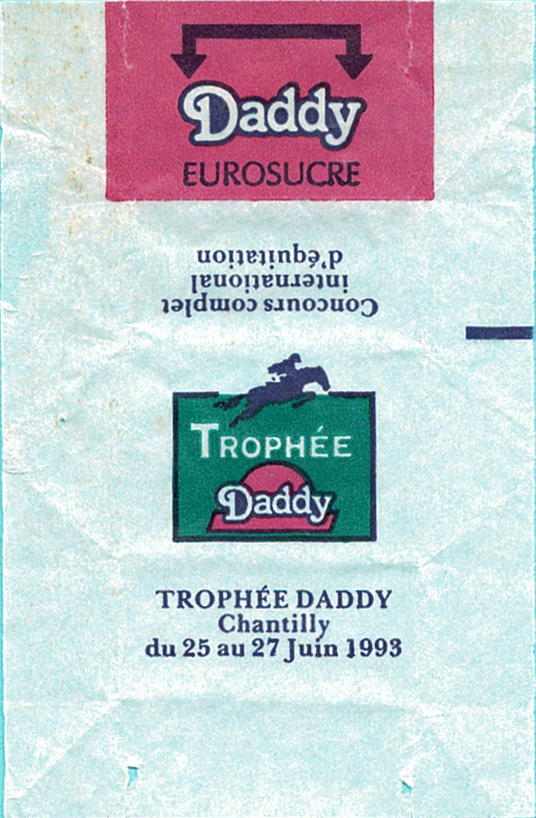 Daddy
EUROSUCRE
Concours complet
international
d'équitation
TROPHÉE
Daddy
TROPHÉE DADDY
Chantilly
du 25 au 27 Juin 1993